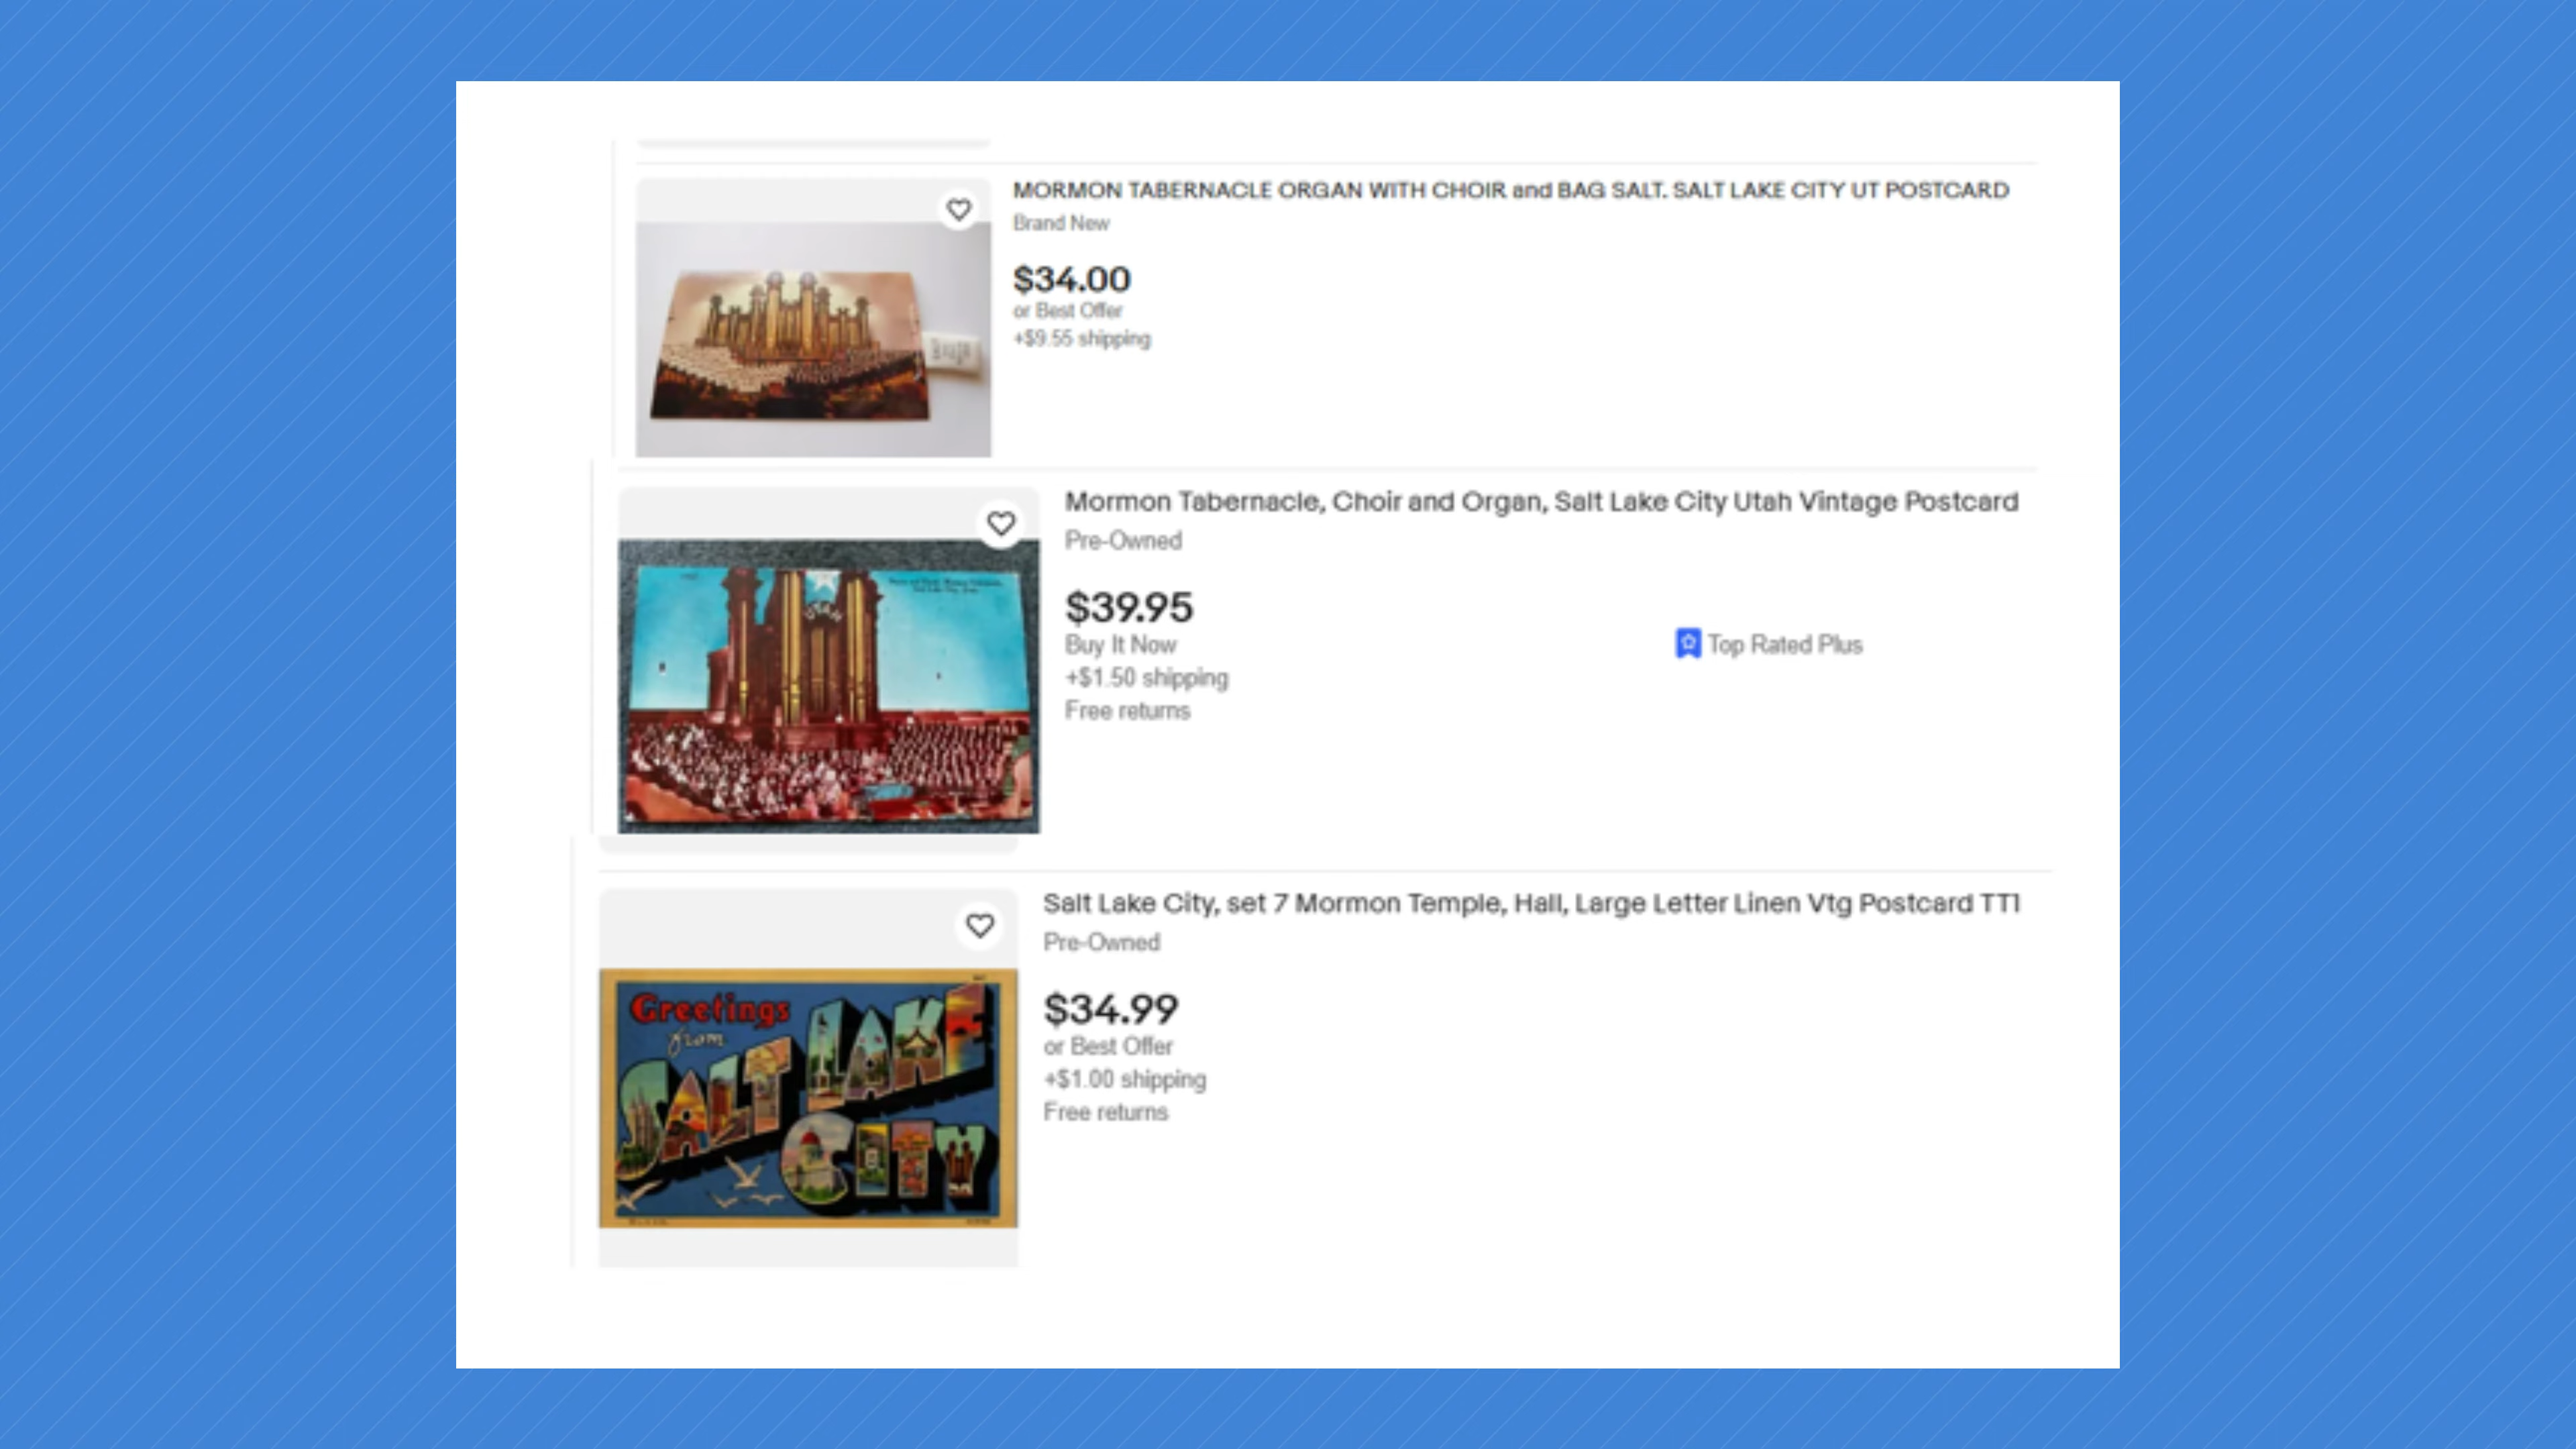 MORMON TABERNACLE ORGAN WITH CHOIR and BAG SALT. SALT LAKE CITY UT POSTCARD
Brand New
$34.00
or Best Offer
+$9.55 shipping
Mormon Tabernacle, Choir and Organ, Salt Lake City Utah Vintage Postcard
Pre-Owned
UTAH
$39.95
Buy It Now
Top Rated Plus
+$1.50 shipping
Free returns
Salt Lake City, set 7 Mormon Temple, Hall, Large Letter Linen Vtg Postcard TT1
Pre-Owned
$34.99
or Best Offer
+$1.00 shipping
Free returns
Greetings
from
SALT LAKE
CITY